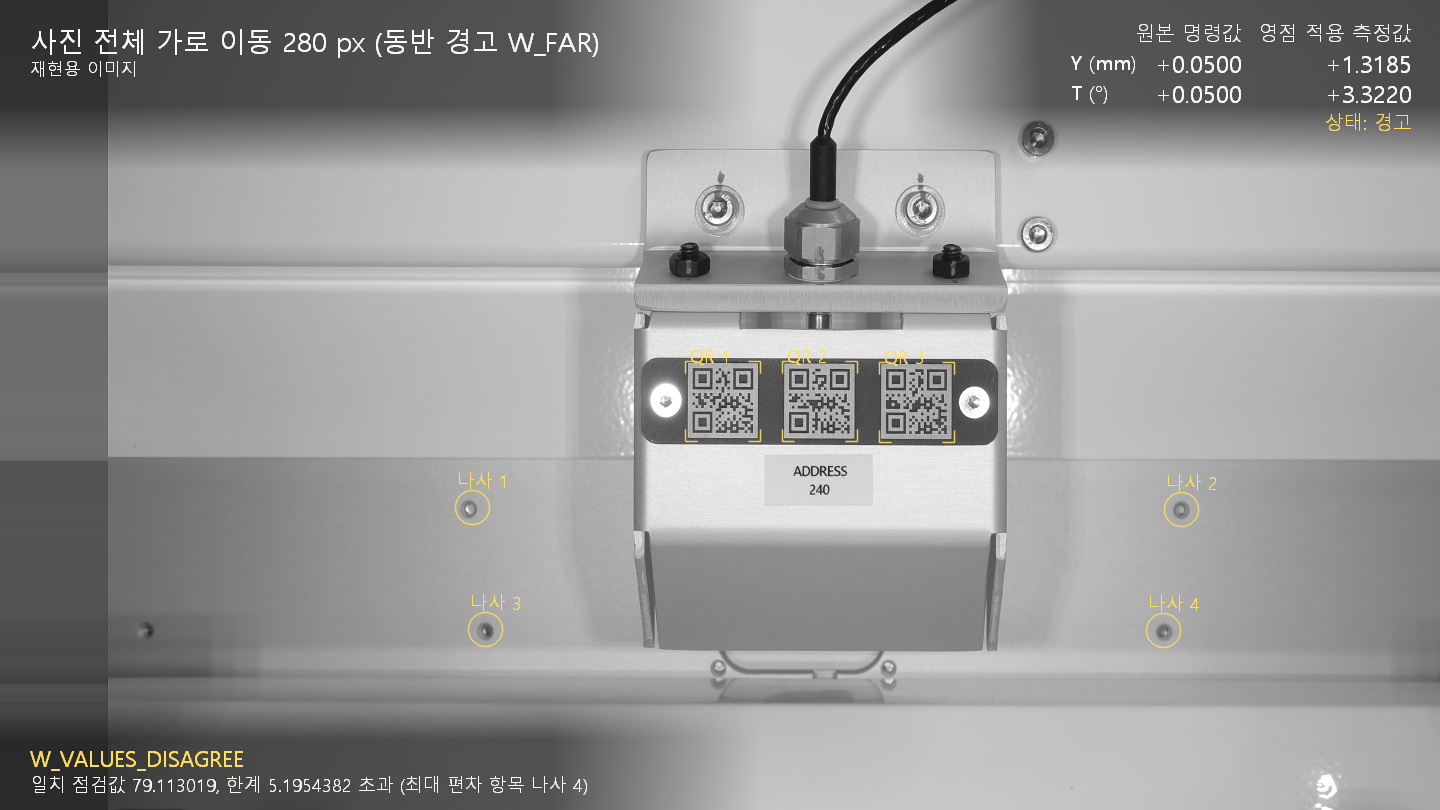 사진 전체 가로 이동 280 px (동반 경고 W_FAR)
재현용 이미지
원본 명령값 영점 적용 측정값
Y (mm) +0.0500 +1.3185
T (°) +0.0500 +3.3220
상태: 경고
QR 1 QR 2 QR 3
ADDRESS
240
나사 1
나사 2
나사 3
나사 4
W_VALUES_DISAGREE
일치 점검값 79.113019, 한계 5.1954382 초과 (최대 편차 항목 나사 4)